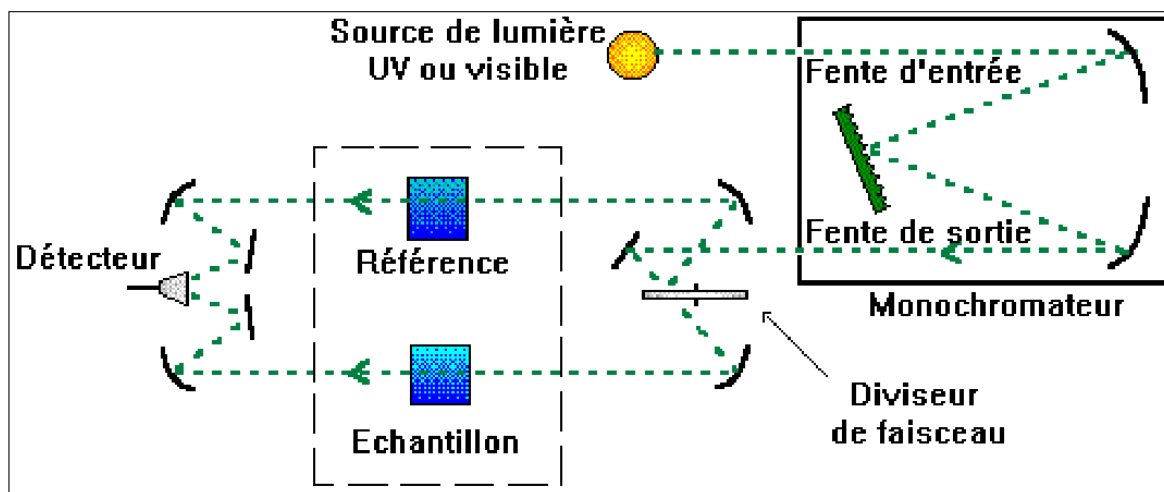 Source de lumière
UV ou visible
Fente d'entrée
Fente de sortie
Détecteur
Référence
Monochromateur
Diviseur
de faisceau
Echantillon